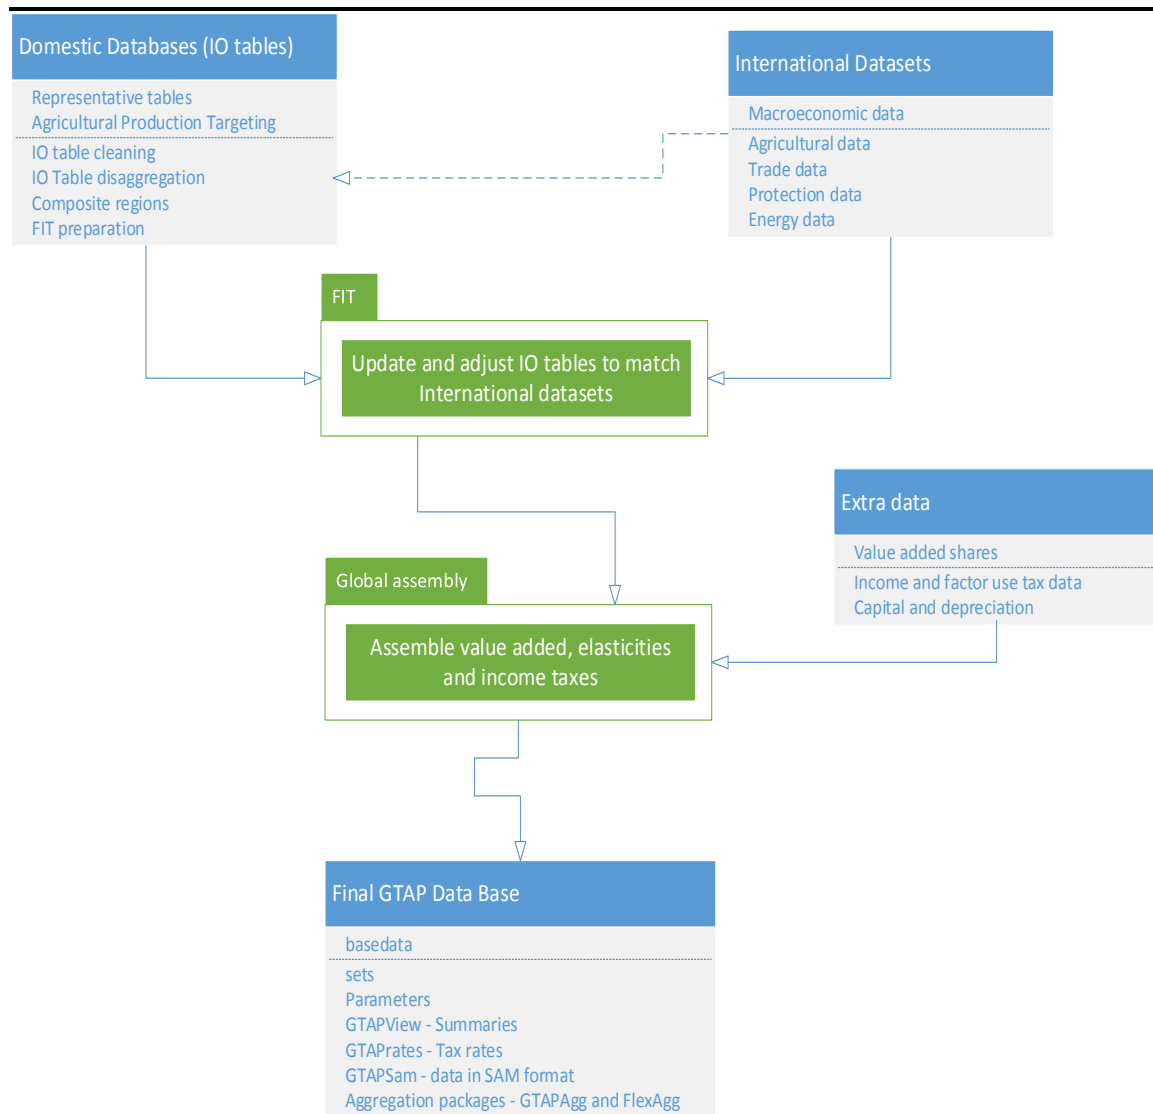 Domestic Databases (IO tables)
Representative tables
Agricultural Production Targeting
IO table cleaning
IO Table disaggregation
Composite regions
FIT preparation
International Datasets
Macroeconomic data
Agricultural data
Trade data
Protection data
Energy data
FIT
Update and adjust IO tables to match
International datasets
Extra data
Value added shares
Income and factor use tax data
Capital and depreciation
Global assembly
Assemble value added, elasticities
and income taxes
Final GTAP Data Base
basedata
sets
Parameters
GTAPView - Summaries
GTAPrates - Tax rates
GTAPSam - data in SAM format
Aggregation packages - GTAPAgg and FlexAgg